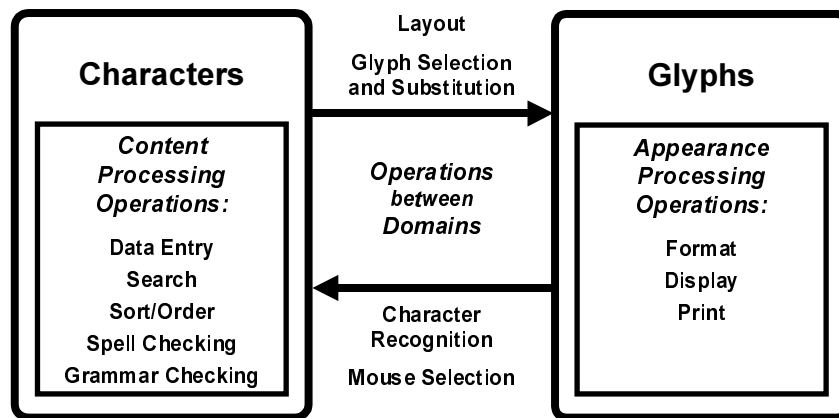 Characters
Content
Processing
Operations:
Data Entry
Search
Sort/Order
Spell Checking
Grammar Checking
Layout
Glyph Selection
and Substitution
Operations
between
Domains
Character
Recognition
Mouse Selection
Glyphs
Appearance
Processing
Operations:
Format
Display
Print